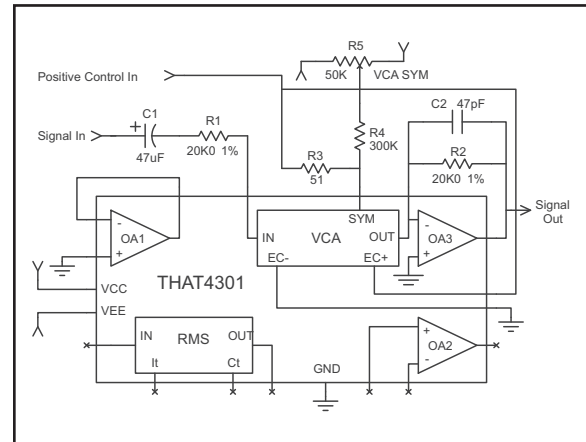 R5
50K
VCA SYM
Positive Control In
C1
+
47uF
Signal In
R1
20K0 1%
R3
51
R4
300K
C2
47pF
R2
20K0 1%
Signal
Out
-
+
OA1
SYM
IN
VCA
OUT
EC-
EC+
-
+
OA3
VCC
VEE
THAT4301
IN
RMS
OUT
It
Ct
GND
+
-
OA2